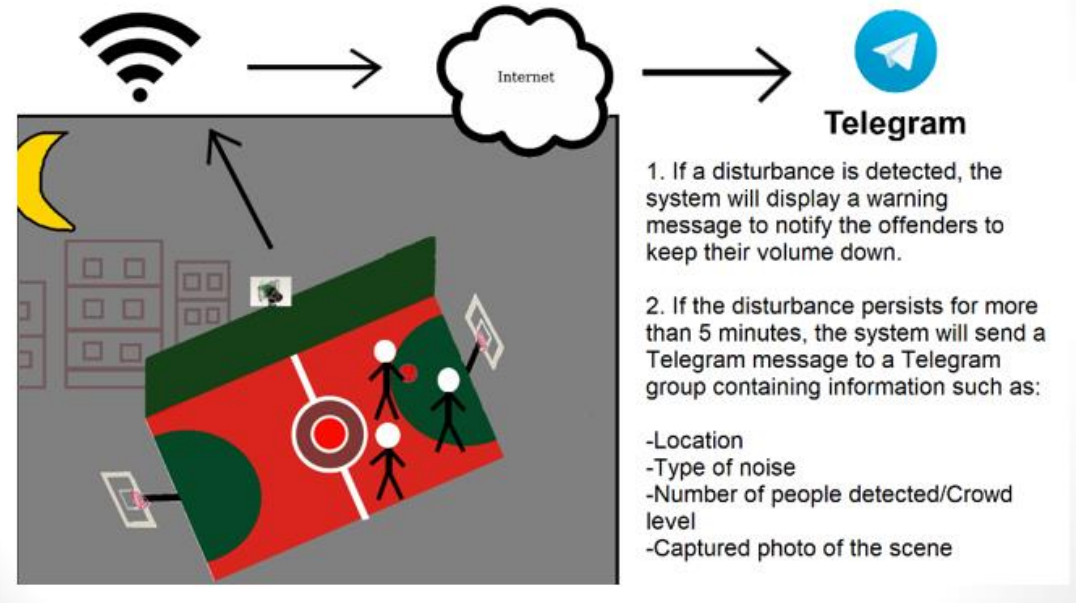 Internet
Telegram
1. If a disturbance is detected, the
system will display a warning
message to notify the offenders to
keep their volume down.
2. If the disturbance persists for more
than 5 minutes, the system will send a
Telegram message to a Telegram
group containing information such as:
-Location
-Type of noise
-Number of people detected/Crowd
level
-Captured photo of the scene